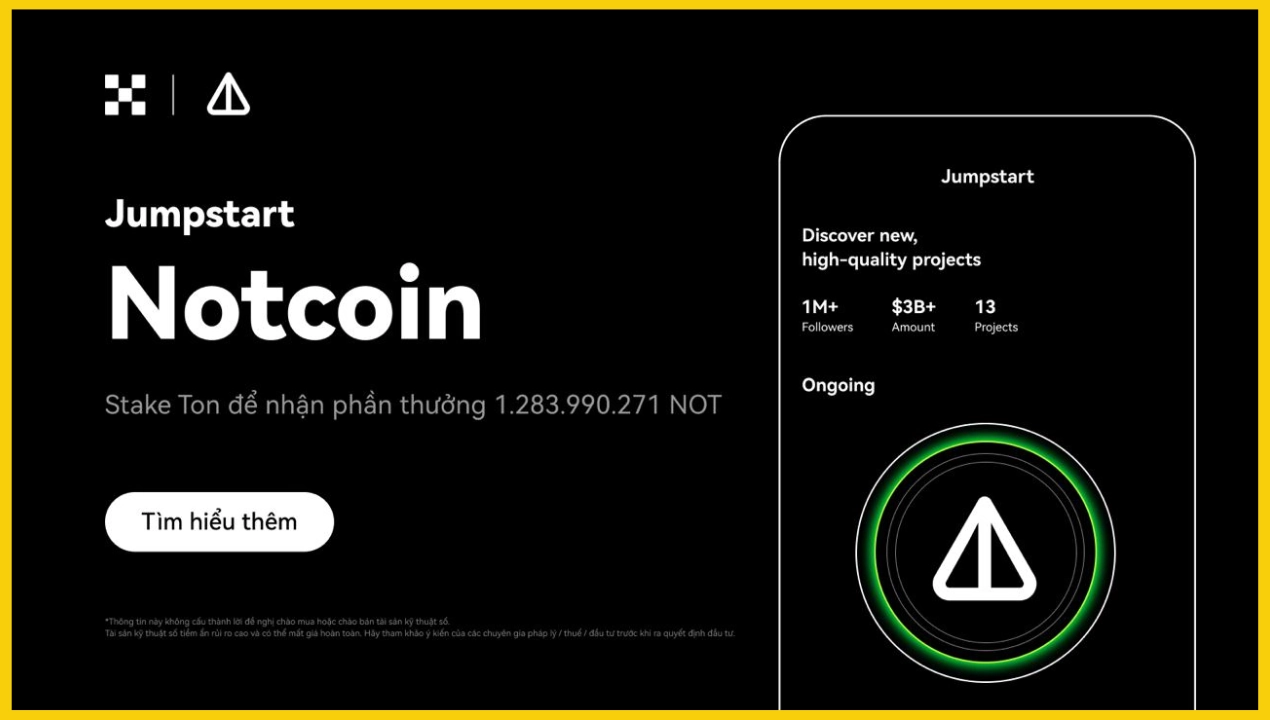 Jumpstart
Notcoin
Stake Ton để nhận phần thưởng 1.283.990.271 NOT
Tìm hiểu thêm
*Thông tin này không cấu thành lời đề nghị chào mua hoặc chào bán tài sản kỹ thuật số.
Tài sản kỹ thuật số tiềm ẩn rủi ro cao và có thể mất giá hoàn toàn. Hãy tham khảo ý kiến của các chuyên gia pháp lý / thuế / đầu tư trước khi ra quyết định đầu tư.
Jumpstart
Discover new,
high-quality projects
1M+ $3B+ 13
Followers Amount Projects
Ongoing